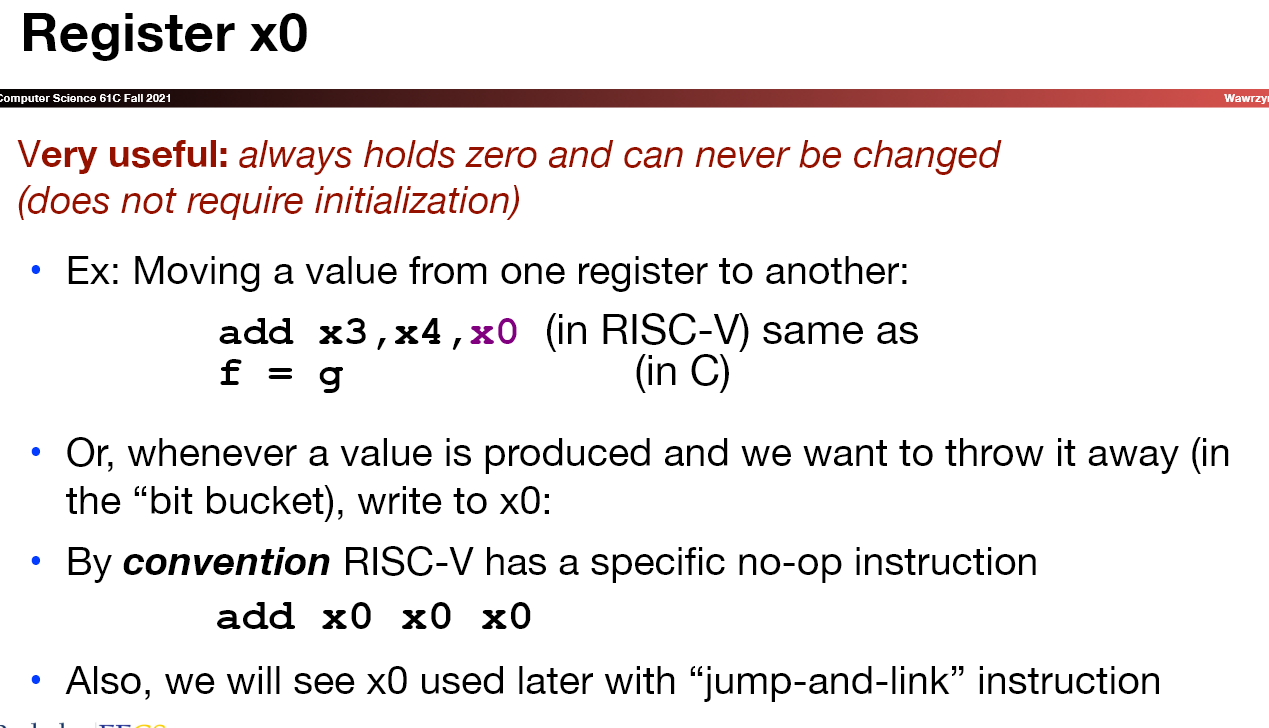 Register x0
Computer Science 61C Fall 2021
Very useful: always holds zero and can never be changed
(does not require initialization)
• Ex: Moving a value from one register to another:
add x3,x4,x0 (in RISC-V) same as
f = g (in C)
• Or, whenever a value is produced and we want to throw it away (in
the “bit bucket), write to x0:
• By convention RISC-V has a specific no-op instruction
add x0 x0 x0
• Also, we will see x0 used later with “jump-and-link” instruction